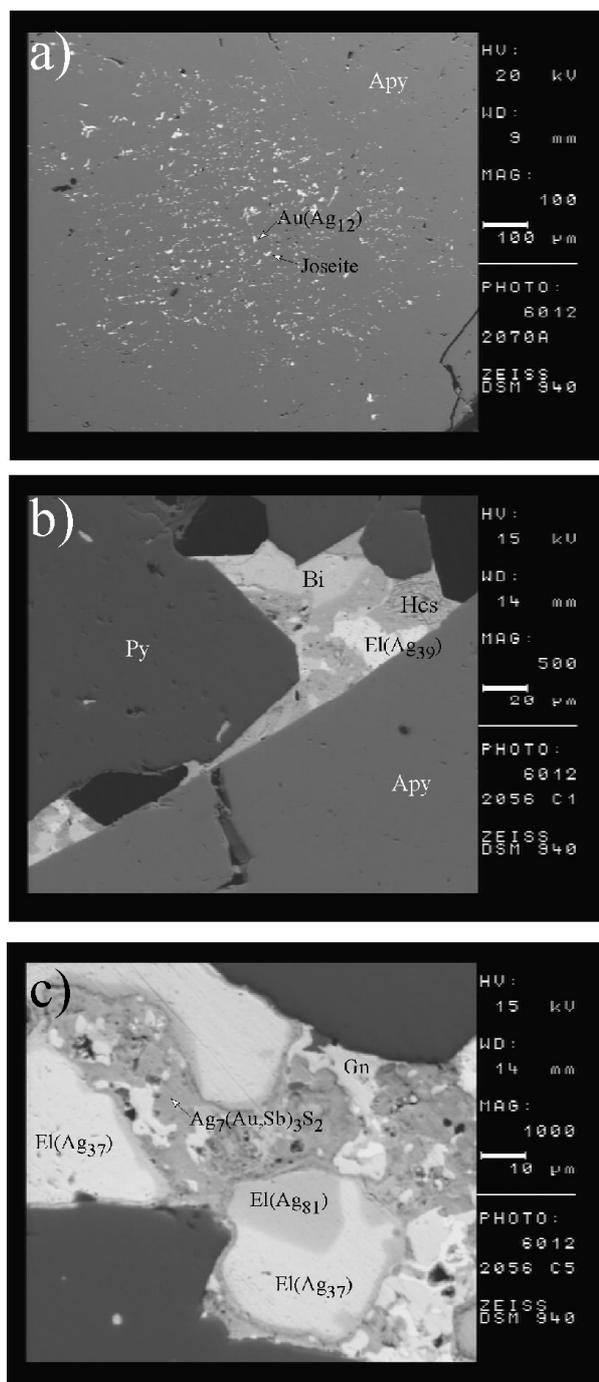 a)
Apy
Au(Ag12)
Joseite
HV:
20 kV
WD:
9 mm
MAG:
100
100 µm
PHOTO:
6012
2070A
ZEISS
DSM 940
b)
Bi
Hes
El(Ag39)
Py
Apy
HV:
15 kV
WD:
14 mm
MAG:
500
20 µm
PHOTO:
6012
2056 C1
ZEISS
DSM 940
c)
Gn
Ag7(Au,Sb)3S2
El(Ag37)
El(Ag81)
El(Ag37)
HV:
15 kV
WD:
14 mm
MAG:
1000
10 µm
PHOTO:
6012
2056 C5
ZEISS
DSM 940